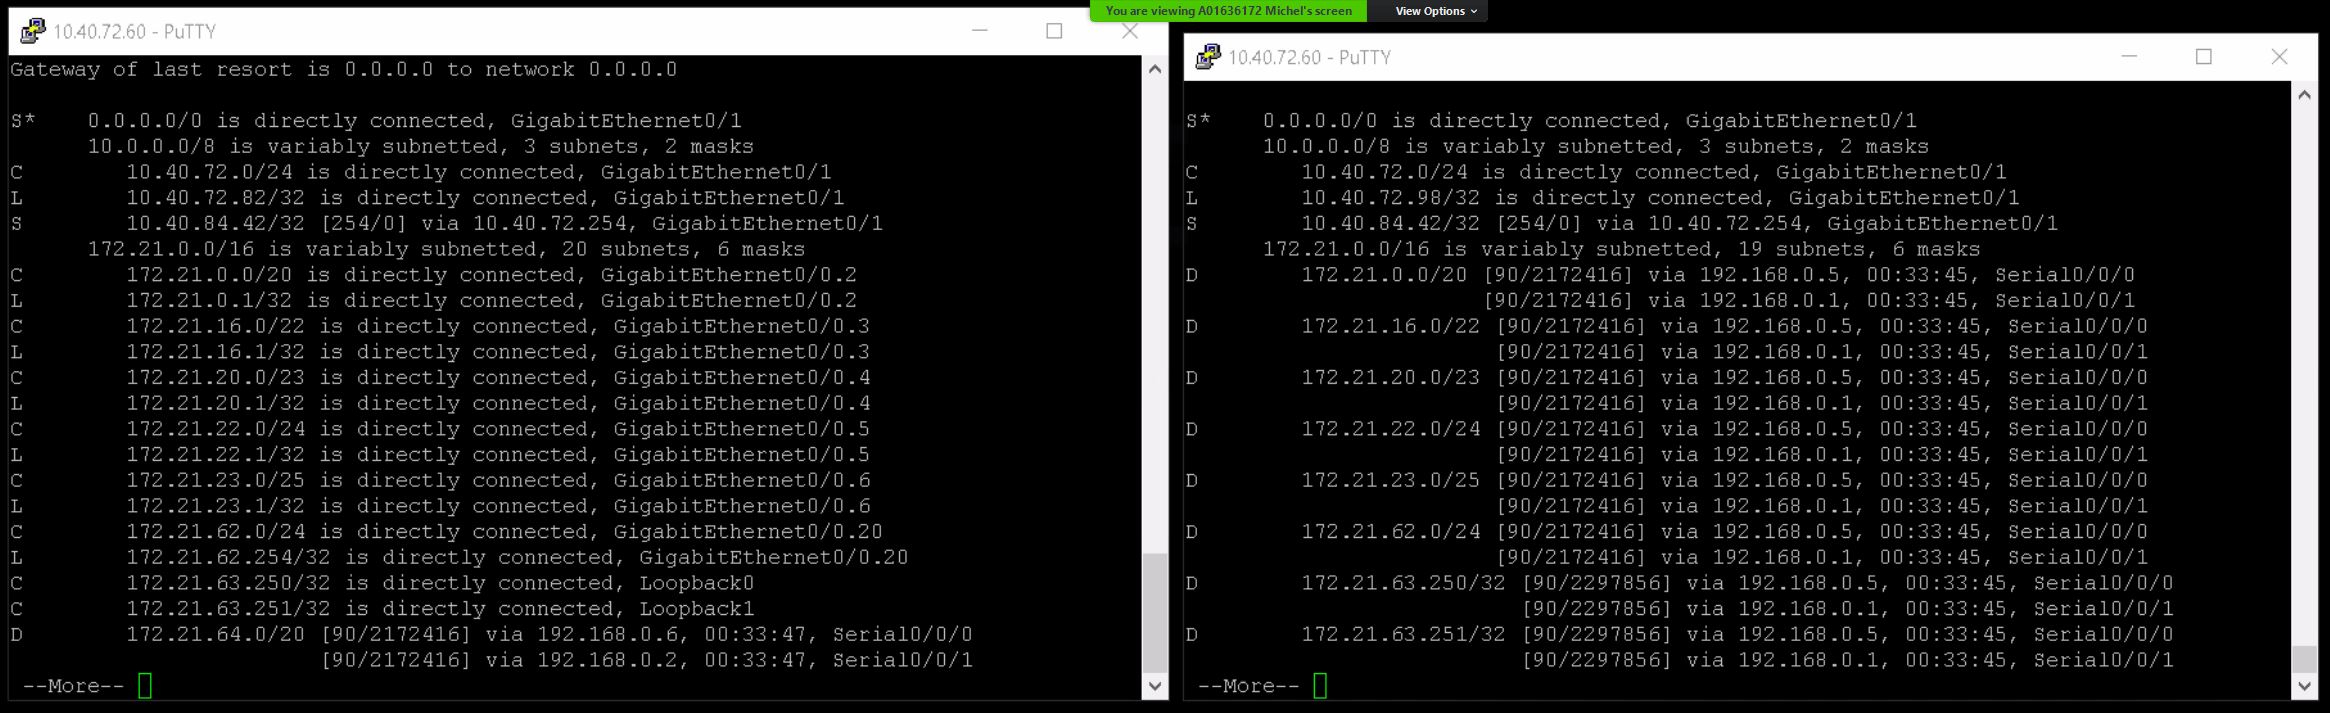 You are viewing A01636172 Michel's screen View Options
10.40.72.60 - PuTTY
Gateway of last resort is 0.0.0.0 to network 0.0.0.0
S* 0.0.0.0/0 is directly connected, GigabitEthernet0/1
10.0.0.0/8 is variably subnetted, 3 subnets, 2 masks
C 10.40.72.0/24 is directly connected, GigabitEthernet0/1
L 10.40.72.82/32 is directly connected, GigabitEthernet0/1
S 10.40.84.42/32 [254/0] via 10.40.72.254, GigabitEthernet0/1
172.21.0.0/16 is variably subnetted, 20 subnets, 6 masks
C 172.21.0.0/20 is directly connected, GigabitEthernet0/0.2
L 172.21.0.1/32 is directly connected, GigabitEthernet0/0.2
C 172.21.16.0/22 is directly connected, GigabitEthernet0/0.3
L 172.21.16.1/32 is directly connected, GigabitEthernet0/0.3
C 172.21.20.0/23 is directly connected, GigabitEthernet0/0.4
L 172.21.20.1/32 is directly connected, GigabitEthernet0/0.4
C 172.21.22.0/24 is directly connected, GigabitEthernet0/0.5
L 172.21.22.1/32 is directly connected, GigabitEthernet0/0.5
C 172.21.23.0/25 is directly connected, GigabitEthernet0/0.6
L 172.21.23.1/32 is directly connected, GigabitEthernet0/0.6
C 172.21.62.0/24 is directly connected, GigabitEthernet0/0.20
L 172.21.62.254/32 is directly connected, GigabitEthernet0/0.20
C 172.21.63.250/32 is directly connected, Loopback0
C 172.21.63.251/32 is directly connected, Loopback1
D 172.21.64.0/20 [90/2172416] via 192.168.0.6, 00:33:47, Serial0/0/0
[90/2172416] via 192.168.0.2, 00:33:47, Serial0/0/1
--More--
10.40.72.60 - PuTTY
S* 0.0.0.0/0 is directly connected, GigabitEthernet0/1
10.0.0.0/8 is variably subnetted, 3 subnets, 2 masks
C 10.40.72.0/24 is directly connected, GigabitEthernet0/1
L 10.40.72.98/32 is directly connected, GigabitEthernet0/1
S 10.40.84.42/32 [254/0] via 10.40.72.254, GigabitEthernet0/1
172.21.0.0/16 is variably subnetted, 19 subnets, 6 masks
D 172.21.0.0/20 [90/2172416] via 192.168.0.5, 00:33:45, Serial0/0/0
[90/2172416] via 192.168.0.1, 00:33:45, Serial0/0/1
D 172.21.16.0/22 [90/2172416] via 192.168.0.5, 00:33:45, Serial0/0/0
[90/2172416] via 192.168.0.1, 00:33:45, Serial0/0/1
D 172.21.20.0/23 [90/2172416] via 192.168.0.5, 00:33:45, Serial0/0/0
[90/2172416] via 192.168.0.1, 00:33:45, Serial0/0/1
D 172.21.22.0/24 [90/2172416] via 192.168.0.5, 00:33:45, Serial0/0/0
[90/2172416] via 192.168.0.1, 00:33:45, Serial0/0/1
D 172.21.23.0/25 [90/2172416] via 192.168.0.5, 00:33:45, Serial0/0/0
[90/2172416] via 192.168.0.1, 00:33:45, Serial0/0/1
D 172.21.62.0/24 [90/2172416] via 192.168.0.5, 00:33:45, Serial0/0/0
[90/2172416] via 192.168.0.1, 00:33:45, Serial0/0/1
D 172.21.63.250/32 [90/2297856] via 192.168.0.5, 00:33:45, Serial0/0/0
[90/2297856] via 192.168.0.1, 00:33:45, Serial0/0/1
D 172.21.63.251/32 [90/2297856] via 192.168.0.5, 00:33:45, Serial0/0/0
[90/2297856] via 192.168.0.1, 00:33:45, Serial0/0/1
--More--